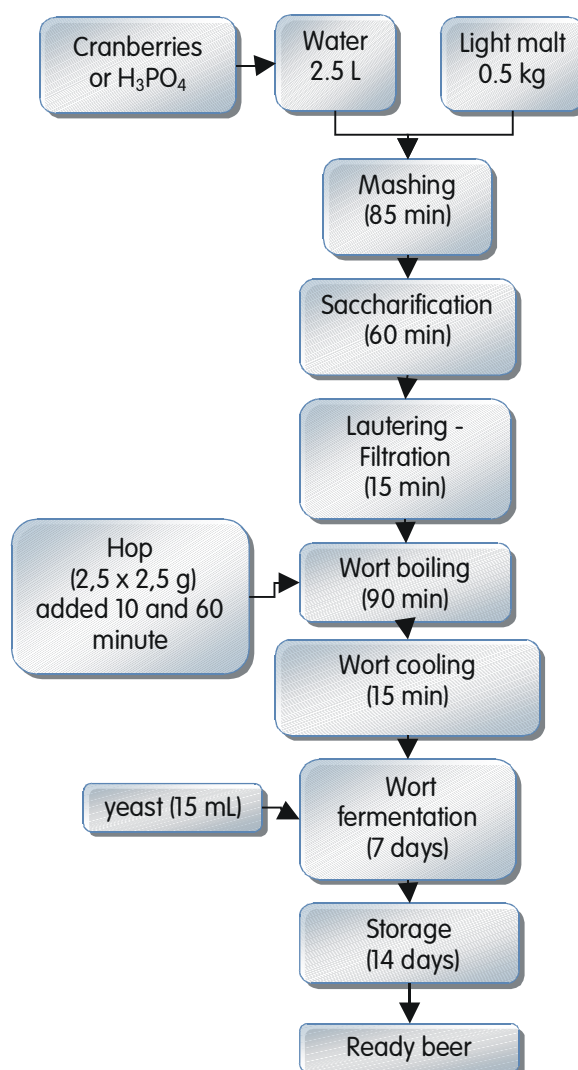 Cranberries
or H₃PO₄
Water
2.5 L
Light malt
0.5 kg
Mashing
(85 min)
Saccharification
(60 min)
Lautering -
Filtration
(15 min)
Hop
(2,5 x 2,5 g)
added 10 and 60
minute
Wort boiling
(90 min)
Wort cooling
(15 min)
yeast (15 mL)
Wort
fermentation
(7 days)
Storage
(14 days)
Ready beer